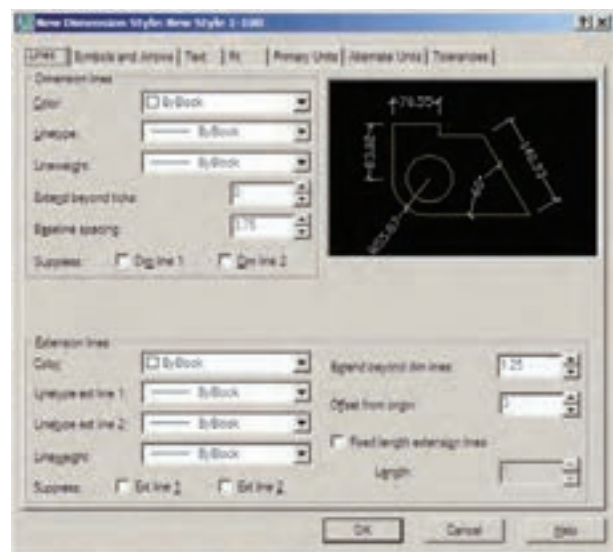 New Dimension Style: New Style 1-100
Lines Symbols and Arrows Text Fit Primary Units Alternate Units Tolerances
Dimension lines
Color: ByBlock
Linetype: ByBlock
Lineweight: ByBlock
Extend beyond ticks:
Baseline spacing: 3.75
Suppress: Dim line 1 Dim line 2
Extension lines
Color: ByBlock
Linetype ext line 1: ByBlock
Linetype ext line 2: ByBlock
Lineweight: ByBlock
Suppress: Ext line 1 Ext line 2
Extend beyond dim lines: 1.25
Offset from origin:
Fixed length extension lines
Length:
OK Cancel Help